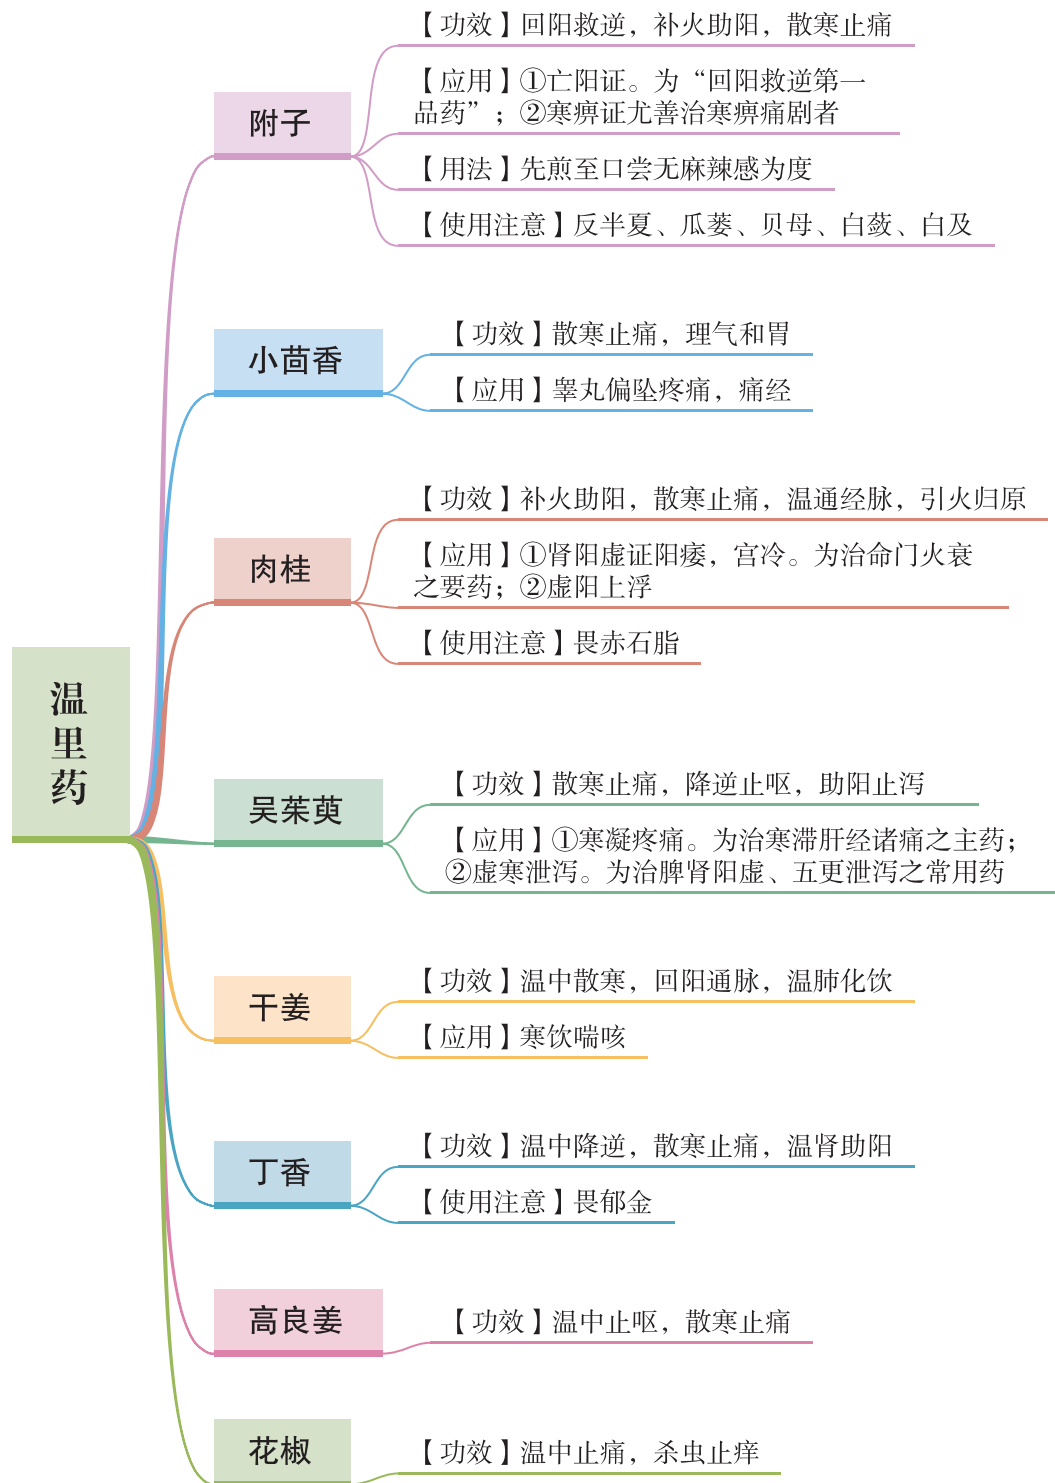 温里药
附子
【功效】回阳救逆，补火助阳，散寒止痛
【应用】①亡阳证。为“回阳救逆第一
品药”；②寒痹证尤善治寒痹痛剧者
【用法】先煎至口尝无麻辣感为度
【使用注意】反半夏、瓜蒌、贝母、白蔹、白及
小茴香
【功效】散寒止痛，理气和胃
【应用】睾丸偏坠疼痛，痛经
肉桂
【功效】补火助阳，散寒止痛，温通经脉，引火归原
【应用】①肾阳虚证阳痿，宫冷。为治命门火衰
之要药；②虚阳上浮
【使用注意】畏赤石脂
吴茱萸
【功效】散寒止痛，降逆止呕，助阳止泻
【应用】①寒凝疼痛。为治寒滞肝经诸痛之主药；
②虚寒泄泻。为治脾肾阳虚、五更泄泻之常用药
干姜
【功效】温中散寒，回阳通脉，温肺化饮
【应用】寒饮喘咳
丁香
【功效】温中降逆，散寒止痛，温肾助阳
【使用注意】畏郁金
高良姜
【功效】温中止呕，散寒止痛
花椒
【功效】温中止痛，杀虫止痒